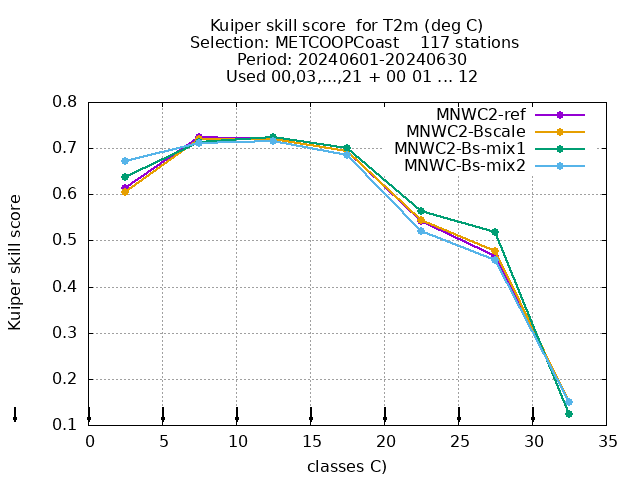 Kuiper skill score  for T2m (deg C)
Selection: METCOOPCoast    117 stations
Period: 20240601-20240630
Used 00,03,...,21 + 00 01 ... 12
MNWC2-ref
MNWC2-Bscale
MNWC2-Bs-mix1
MNWC-Bs-mix2
Kuiper skill score
0.8
0.7
0.6
0.5
0.4
0.3
0.2
0.1
0 5 10 15 20 25 30 35
classes C)